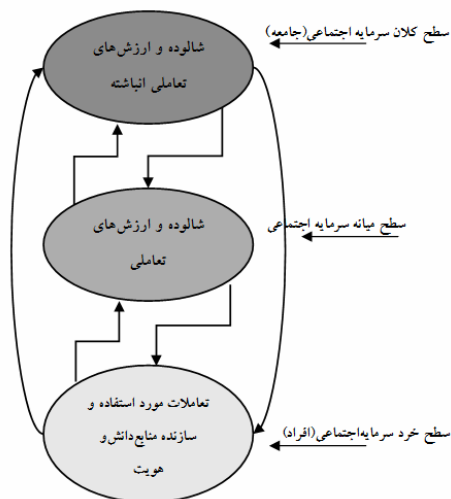 سطح کلان سرمایه اجتماعی(جامعه)
شالوده و ارزش‌های
تعاملی انباشته
سطح میانه سرمایه اجتماعی
شالوده و ارزش‌های
تعاملی
تعاملات مورد استفاده و
سازنده منابع‌دانش‌و
هویت
سطح خرد سرمایه‌اجتماعی(افراد)